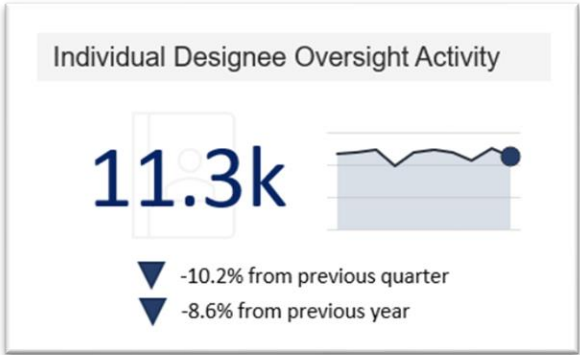 Individual Designee Oversight Activity
11.3k
-10.2% from previous quarter
-8.6% from previous year